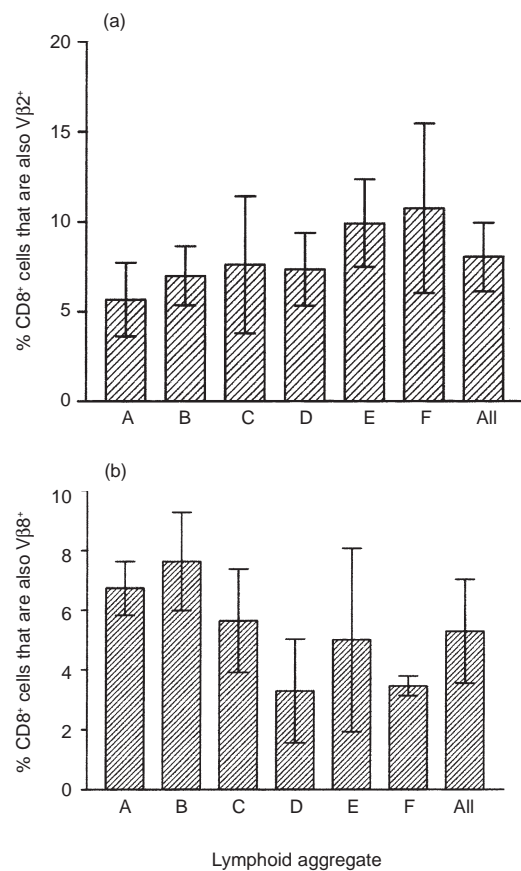 (a)
% CD8⁺ cells that are also Vβ2⁺
20
15
10
5
0
A B C D E F All
(b)
% CD8⁺ cells that are also Vβ8⁺
10
8
6
4
2
0
A B C D E F All
Lymphoid aggregate